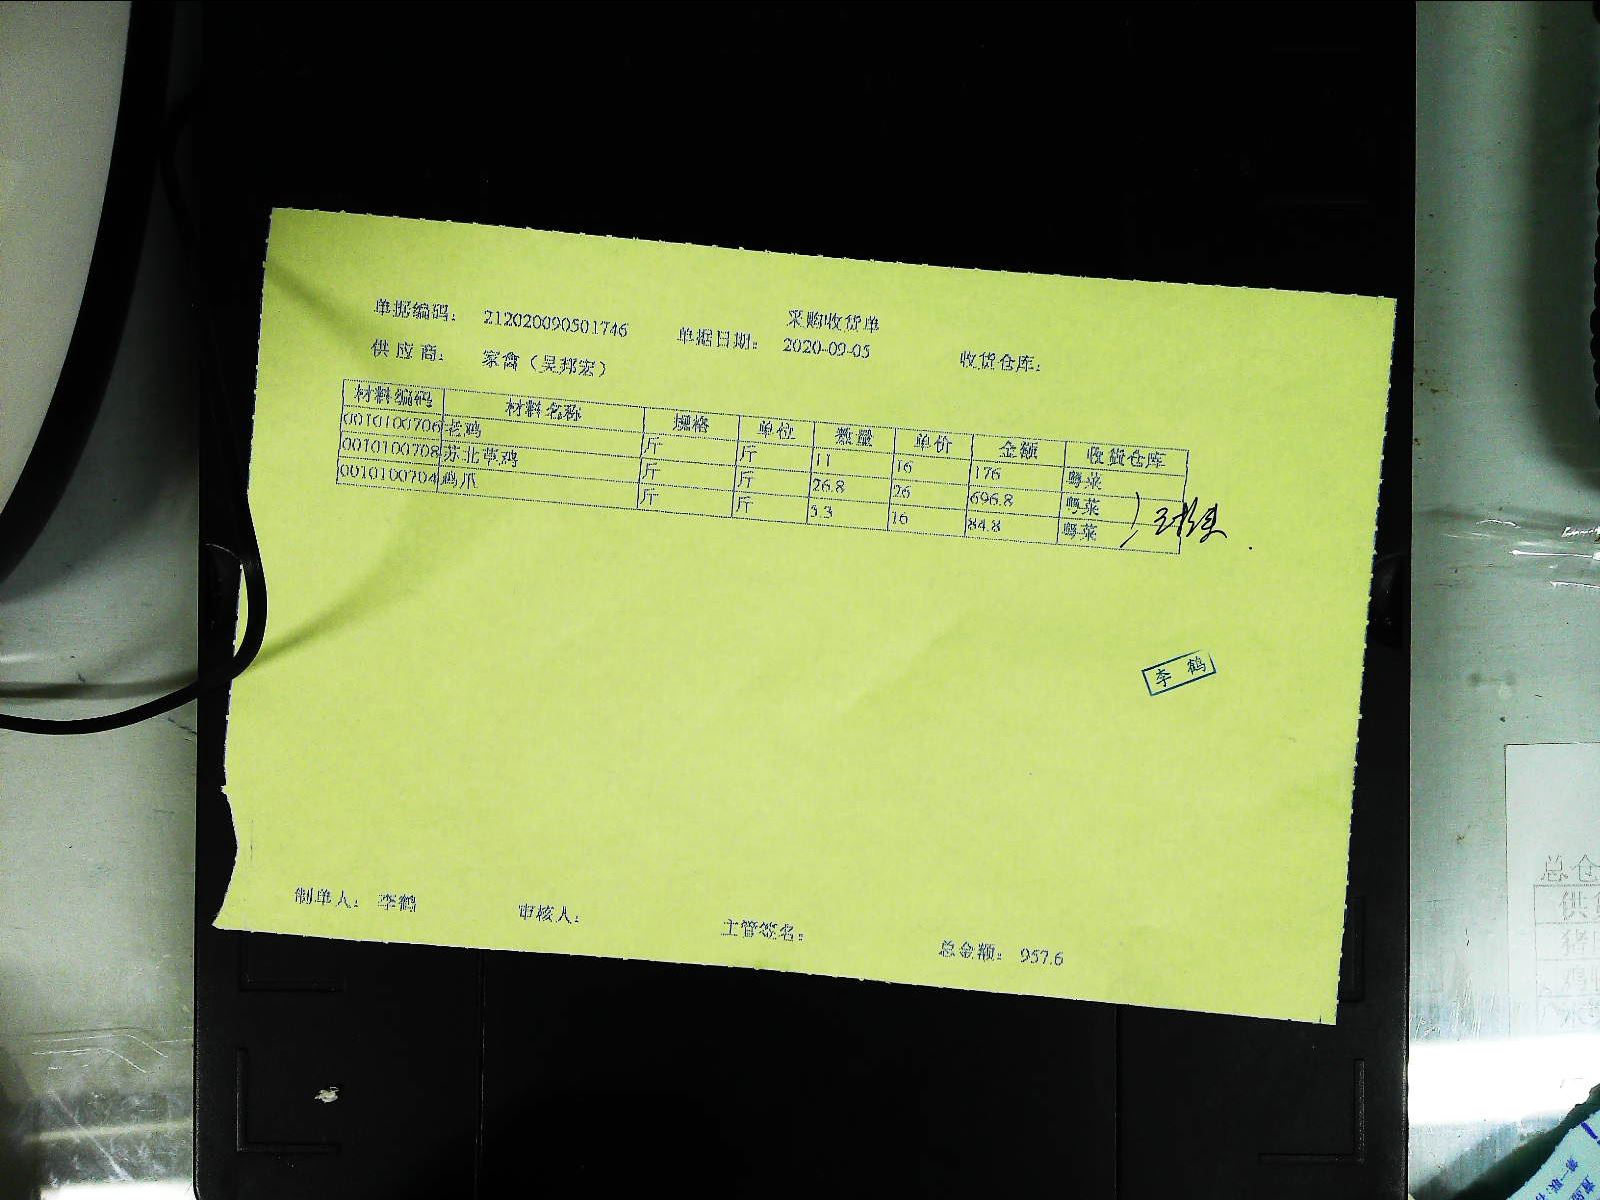 采购收货单
单据编码： 212020090501746 单据日期： 2020-09-05 收货仓库：
供应商： 家禽（吴邦宏）
材料编码 材料名称 规格 单位 数量 单价 金额 收货仓库
0010100706 老鸡 斤 斤 11 16 176 粤菜
0010100708 苏北草鸡 斤 斤 26.8 26 696.8 粤菜
0010100704 鸡爪 斤 斤 5.3 16 84.8 粤菜
李鹤
制单人： 李鹤 审核人： 主管签名： 总金额： 957.6
总仓